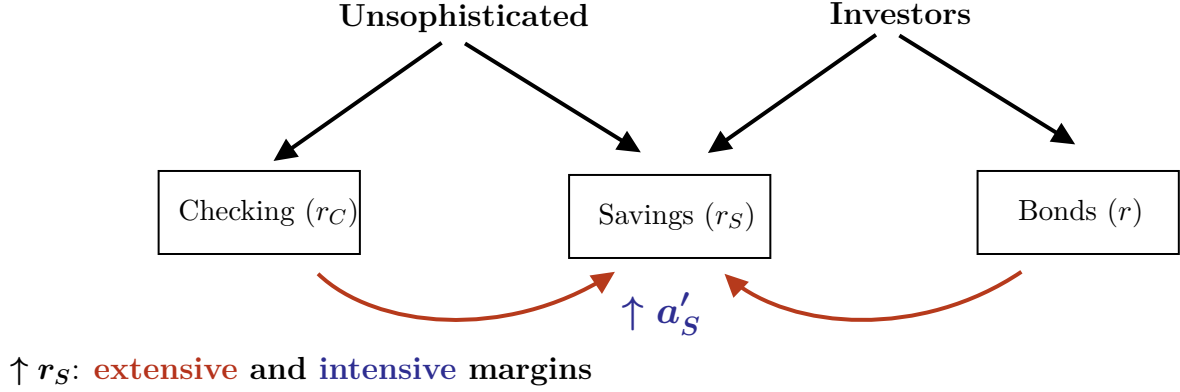 Unsophisticated Investors
Checking (r_C) Savings (r_S) Bonds (r)
↑ a'_S
↑ r_S: extensive and intensive margins